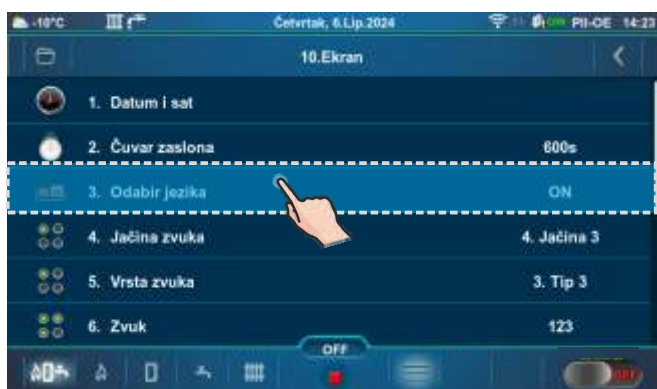 -10°C Četvrtak, 6.Lip.2024 PII-OE 14:23
10.Ekran
1. Datum i sat
2. Čuvar zaslona 600s
3. Odabir jezika ON
4. Jačina zvuka 4. Jačina 3
5. Vrsta zvuka 3. Tip 3
6. Zvuk 123
OFF
OFF